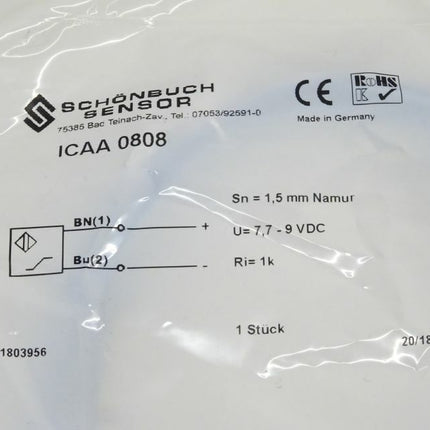 SCHÖNBUCH
SENSOR
75385 Bad Teinach-Zav., Tel.: 07053/92591-0
ICAA 0808
CE
RoHS
Made in Germany
Sn = 1,5 mm Namur
BN(1) +
U= 7,7 - 9 VDC
Bu(2) -
Ri= 1k
1 Stück
1803956
20/18